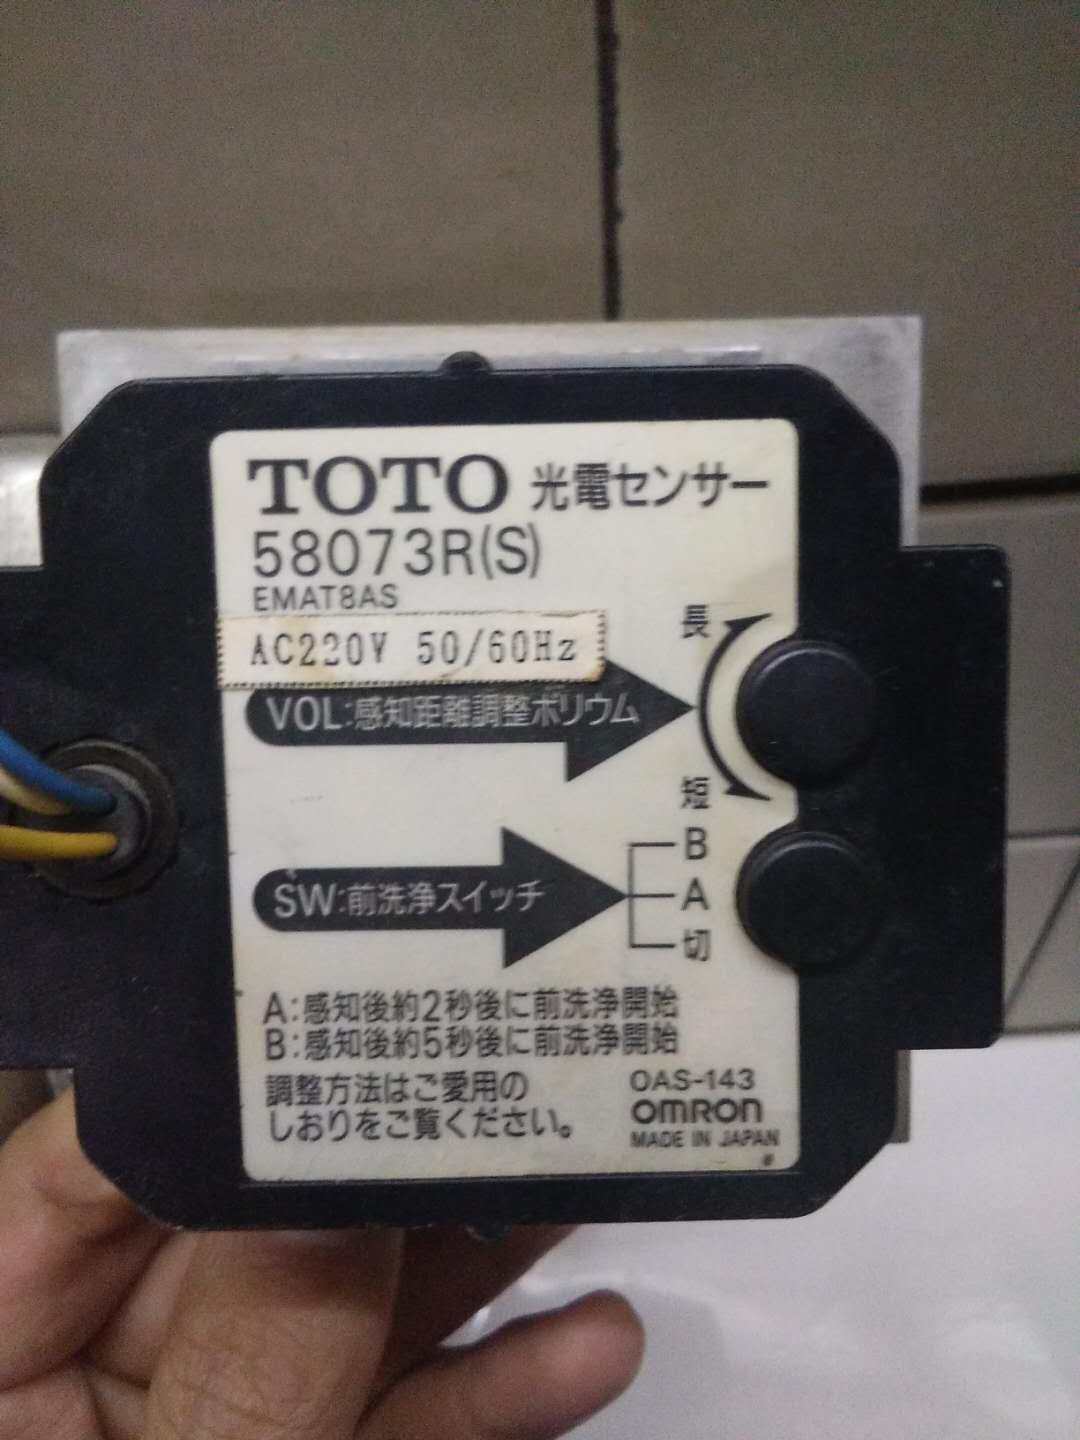 TOTO 光電センサー
58073R(S)
EMAT8AS
AC220V 50/60Hz
長
VOL:感知距離調整ボリウム
短
B
SW:前洗浄スイッチ
A
切
A:感知後約2秒後に前洗浄開始
B:感知後約5秒後に前洗浄開始
調整方法はご愛用の
しおりをご覧ください。
OAS-143
OMRON
MADE IN JAPAN